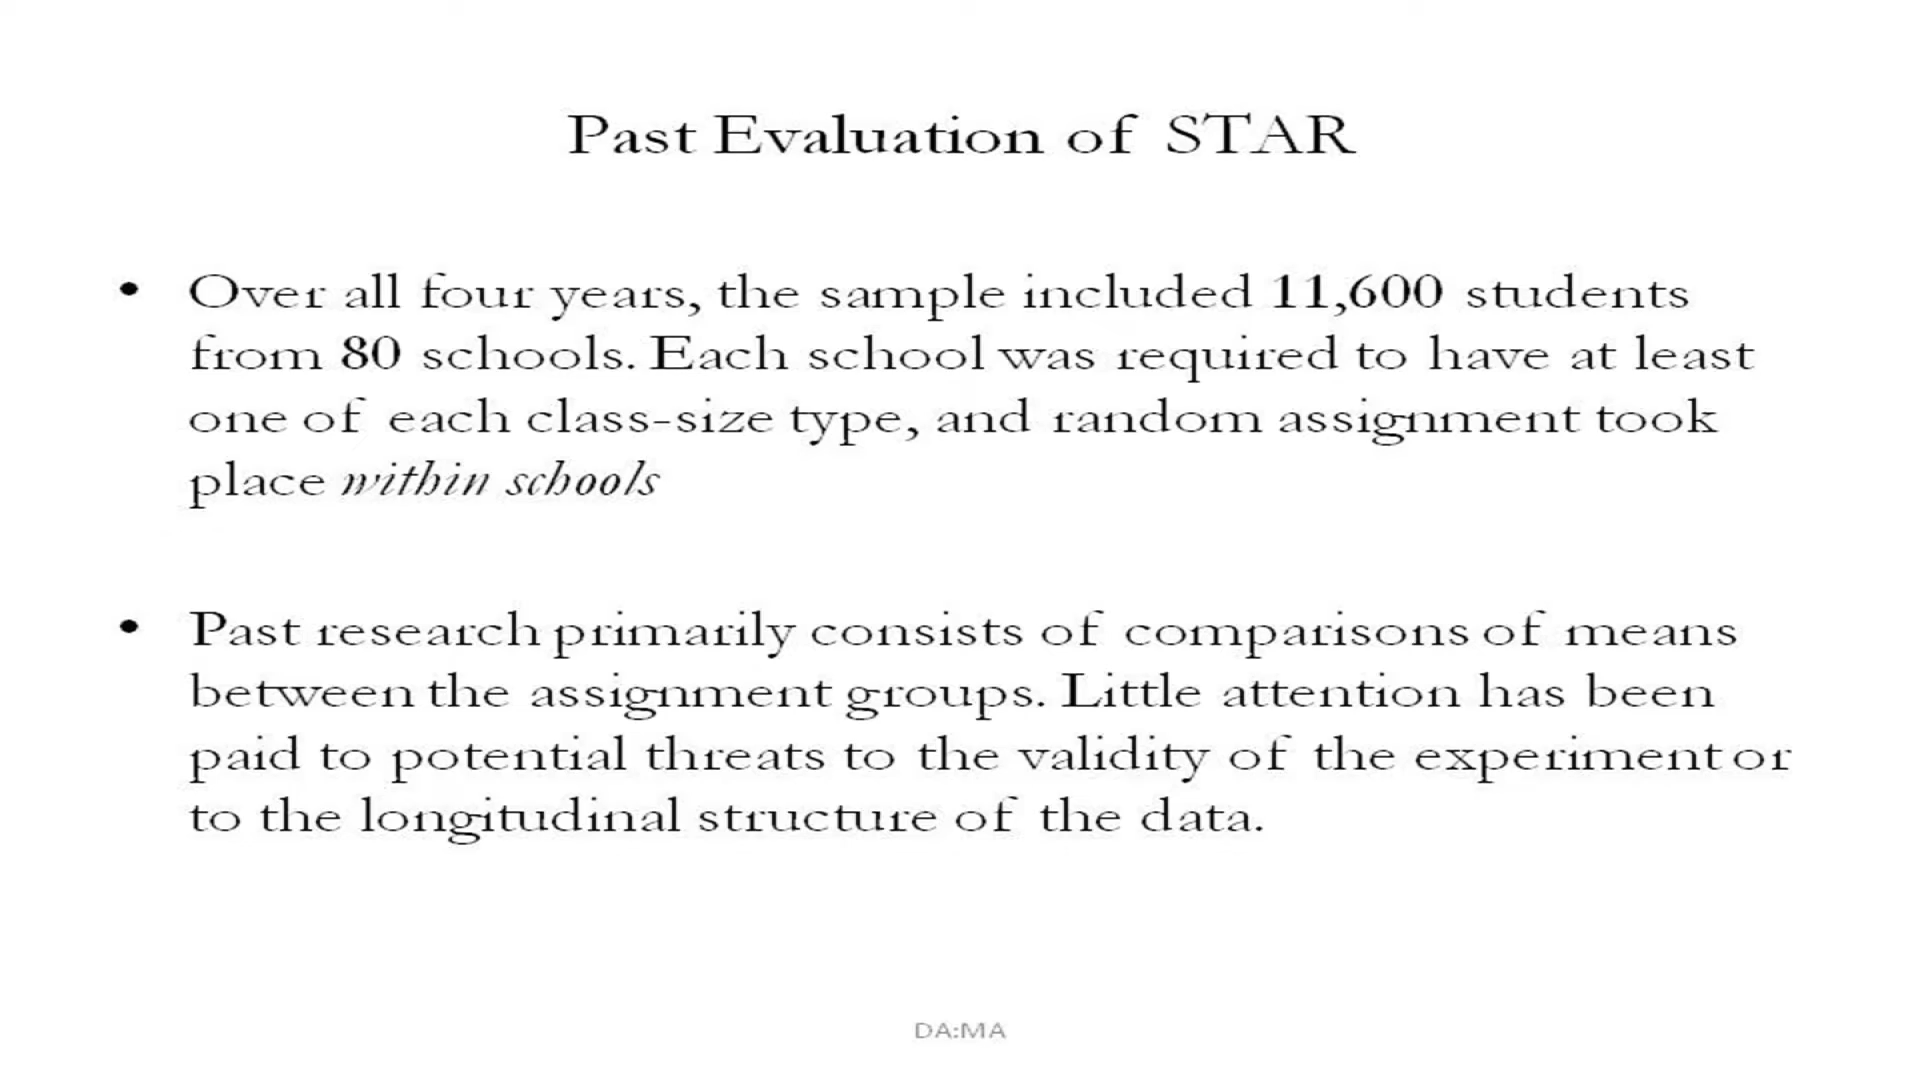 Past Evaluation of STAR
• Over all four years, the sample included 11,600 students
from 80 schools. Each school was required to have at least
one of each class-size type, and random assignment took
place within schools
• Past research primarily consists of comparisons of means
between the assignment groups. Little attention has been
paid to potential threats to the validity of the experiment or
to the longitudinal structure of the data.
DA:MA